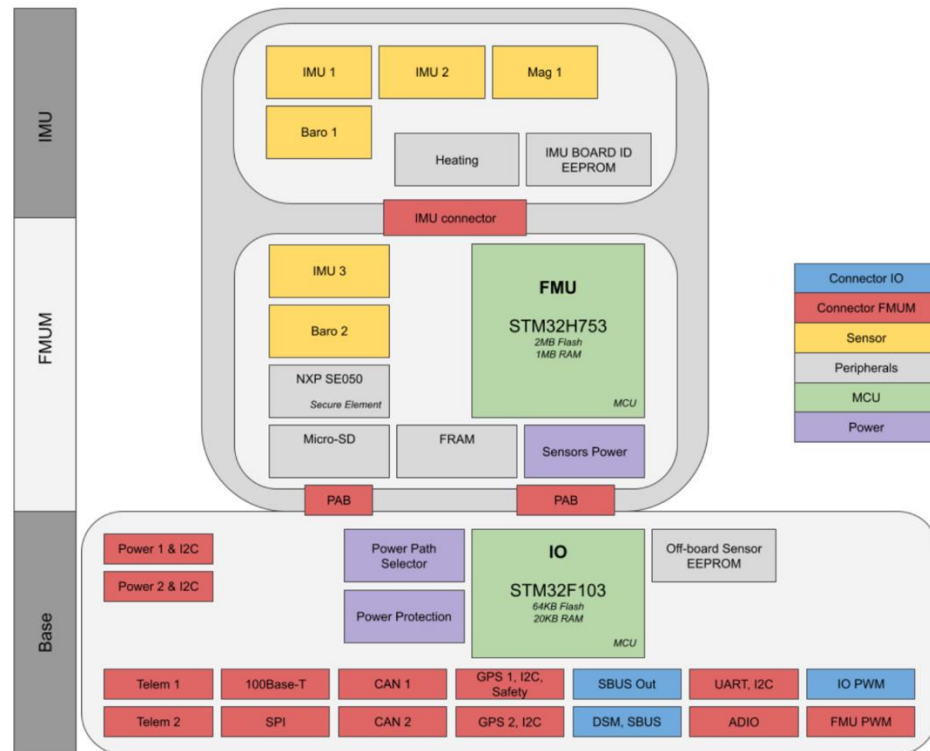 IMU
IMU 1
IMU 2
Mag 1
Baro 1
Heating
IMU BOARD ID
EEPROM
IMU connector
FMUM
IMU 3
FMU
STM32H753
2MB Flash
1MB RAM
MCU
Baro 2
NXP SE050
Secure Element
Micro-SD
FRAM
Sensors Power
PAB
PAB
Connector IO
Connector FMUM
Sensor
Peripherals
MCU
Power
Base
Power 1 & I2C
Power 2 & I2C
Power Path
Selector
Power Protection
IO
STM32F103
64KB Flash
20KB RAM
MCU
Off-board Sensor
EEPROM
Telem 1
100Base-T
CAN 1
GPS 1, I2C,
Safety
SBUS Out
UART, I2C
IO PWM
Telem 2
SPI
CAN 2
GPS 2, I2C
DSM, SBUS
ADIO
FMU PWM